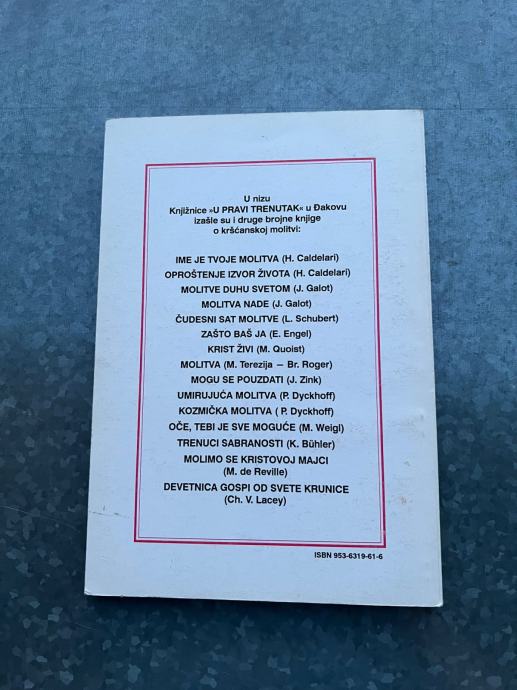 U nizu
Knjižnice »U PRAVI TRENUTAK« u Đakovu
izašle su i druge brojne knjige
o kršćanskoj molitvi:
IME JE TVOJE MOLITVA (H. Caldelari)
OPROŠTENJE IZVOR ŽIVOTA (H. Caldelari)
MOLITVE DUHU SVETOM (J. Galot)
MOLITVA NADE (J. Galot)
ČUDESNI SAT MOLITVE (L. Schubert)
ZAŠTO BAŠ JA (E. Engel)
KRIST ŽIVI (M. Quoist)
MOLITVA (M. Terezija — Br. Roger)
MOGU SE POUZDATI (J. Zink)
UMIRUJUĆA MOLITVA (P. Dyckhoff)
KOZMIČKA MOLITVA ( P. Dyckhoff)
OČE, TEBI JE SVE MOGUĆE (M. Weigl)
TRENUCI SABRANOSTI (K. Bühler)
MOLIMO SE KRISTOVOJ MAJCI
(M. de Reville)
DEVETNICA GOSPI OD SVETE KRUNICE
(Ch. V. Lacey)
ISBN 953-6319-61-6